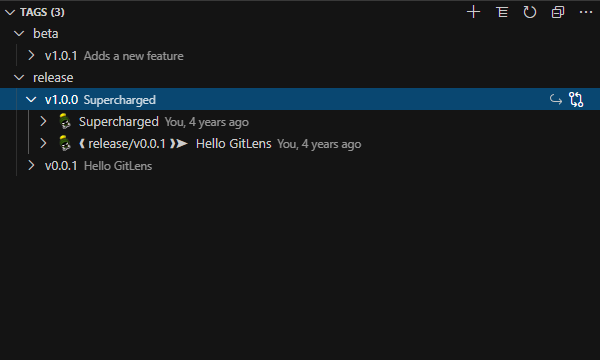 TAGS (3)
beta
v1.0.1 Adds a new feature
release
v1.0.0 Supercharged
Supercharged You, 4 years ago
❪ release/v0.0.1 ❫➤ Hello GitLens You, 4 years ago
v0.0.1 Hello GitLens